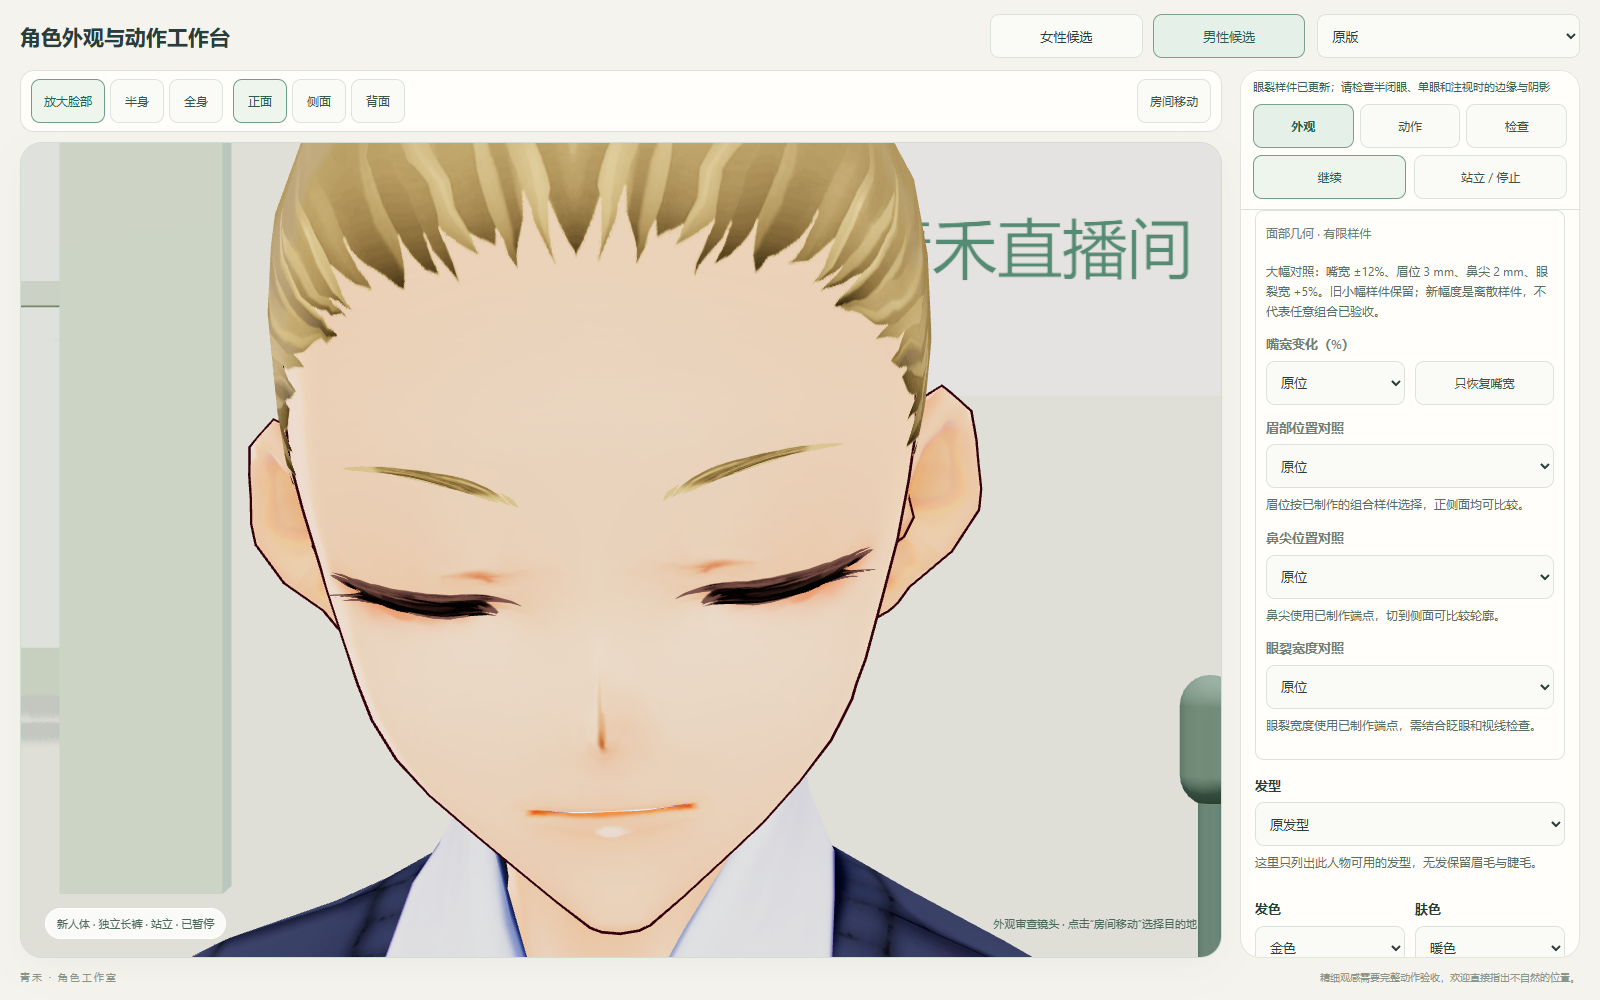 角色外观与动作工作台
女性候选
男性候选
原版
放大脸部
半身
全身
正面
侧面
背面
房间移动
禾直播间
新人体 · 独立长裤 · 站立 · 已暂停
外观审查镜头 · 点击“房间移动”选择目的地
眼裂样件已更新；请检查半闭眼、单眼和注视时的边缘与阴影
外观
动作
检查
继续
站立 / 停止
面部几何 · 有限样件
大幅对照：嘴宽 ±12%、眉位 3 mm、鼻尖 2 mm、眼
裂宽 +5%。旧小幅样件保留；新幅度是离散样件，不
代表任意组合已验收。
嘴宽变化（%）
原位
只恢复嘴宽
眉部位置对照
原位
眉位按已制作的组合样件选择，正侧面均可比较。
鼻尖位置对照
原位
鼻尖使用已制作端点，切到侧面可比较轮廓。
眼裂宽度对照
原位
眼裂宽度使用已制作端点，需结合眨眼和视线检查。
发型
原发型
这里只列出此人物可用的发型，无发保留眉毛与睫毛。
发色
肤色
金色
暖色
青禾 · 角色工作室
精细观感需要完整动作验收，欢迎直接指出不自然的位置。